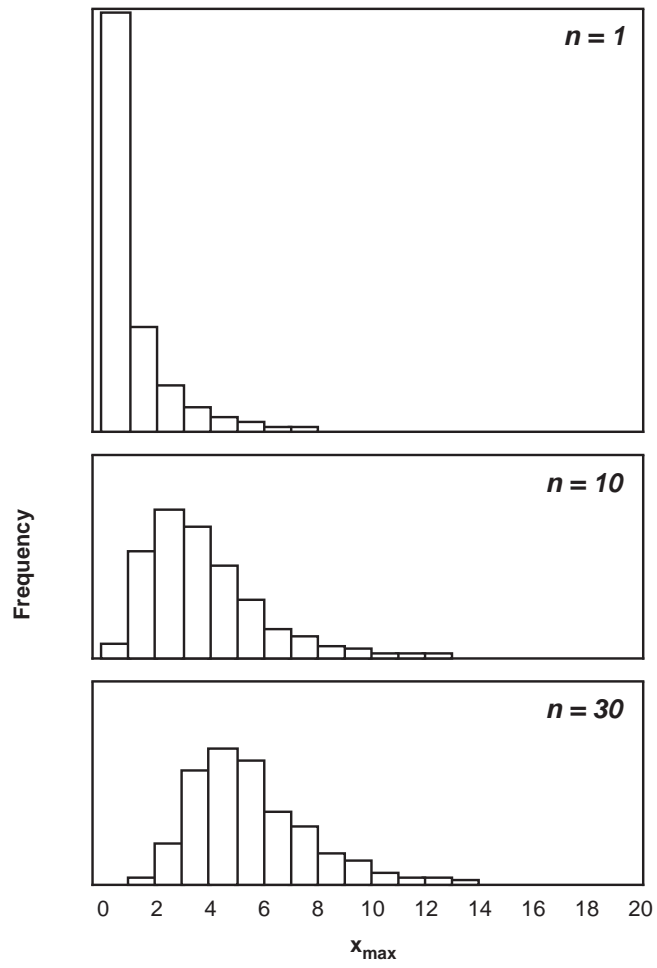 n = 1
n = 10
Frequency
n = 30
0 2 4 6 8 10 12 14 16 18 20
xmax